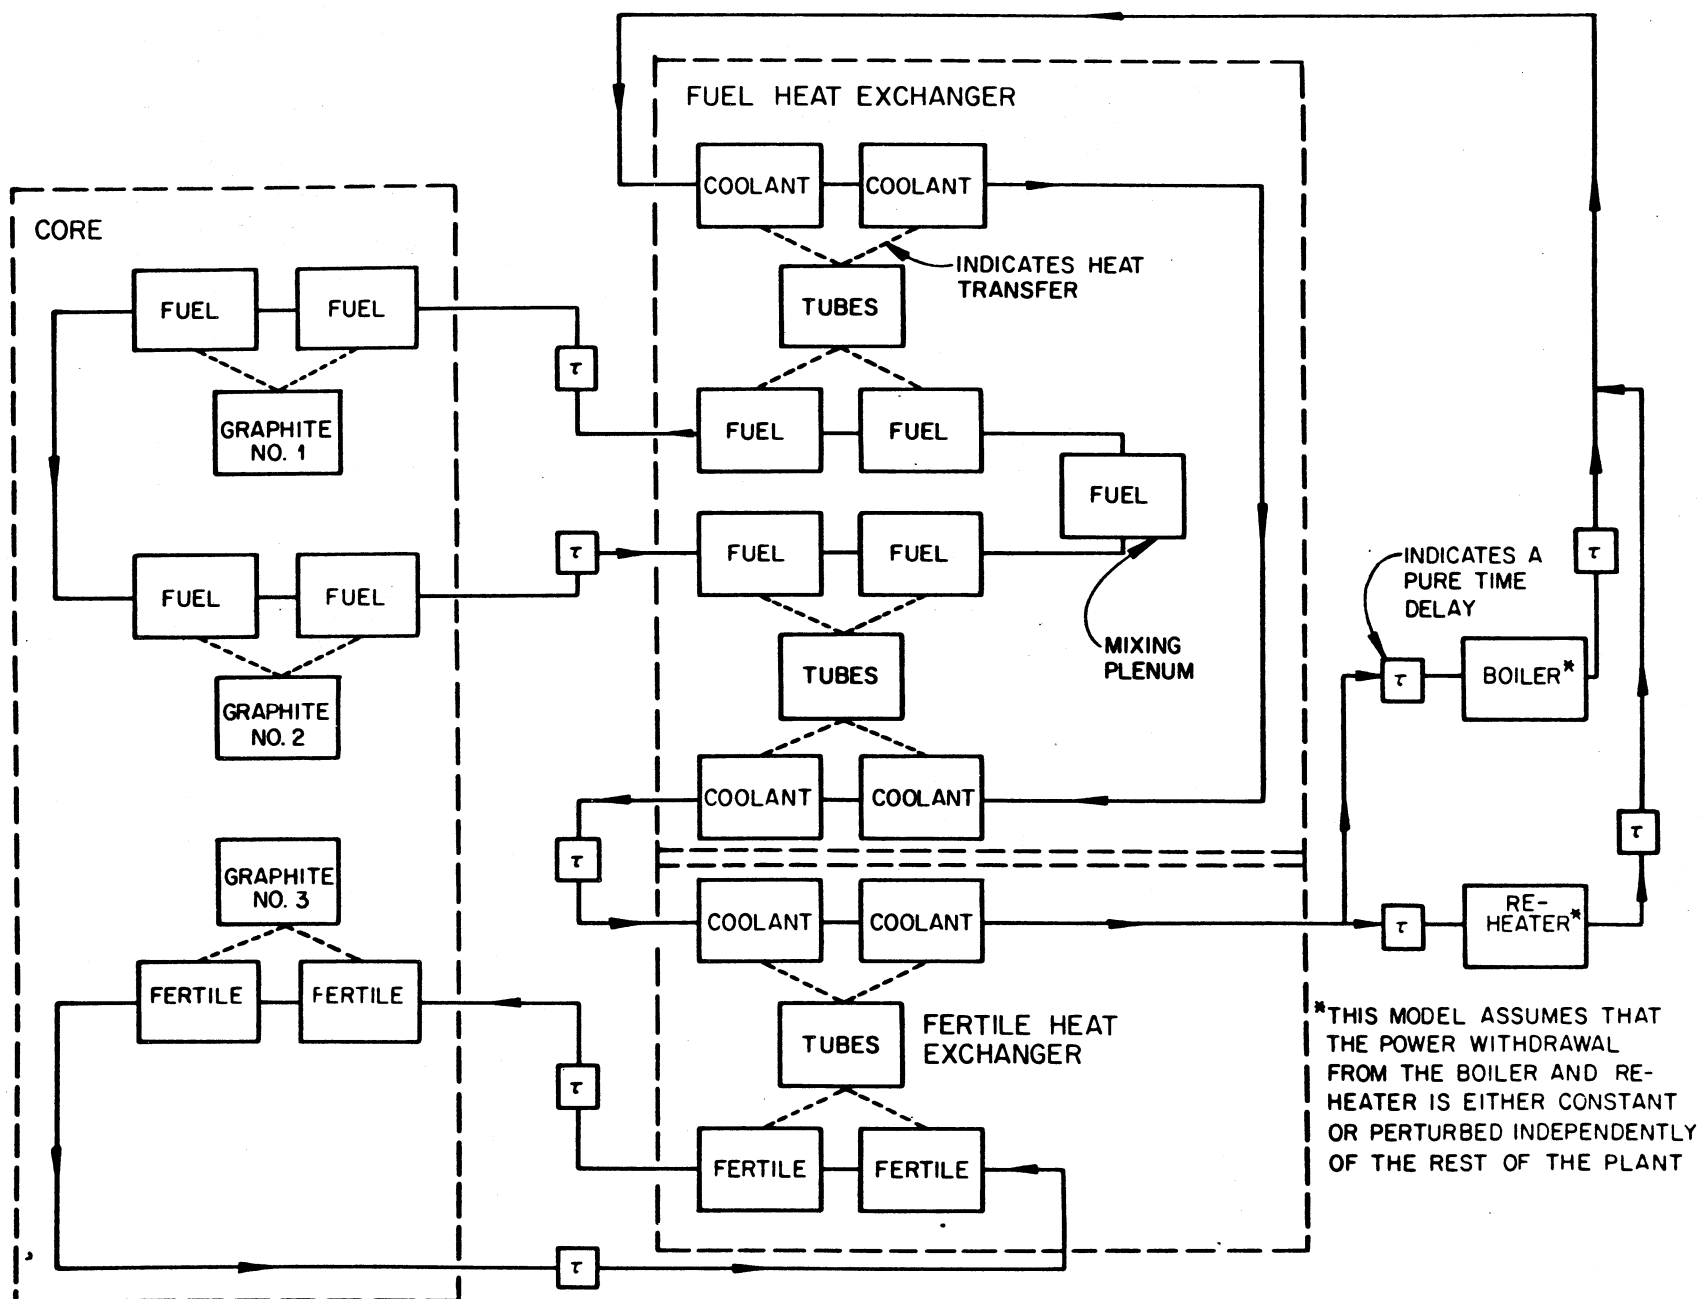 FUEL HEAT EXCHANGER
COOLANT
COOLANT
INDICATES HEAT
TRANSFER
TUBES
CORE
FUEL
FUEL
τ
GRAPHITE
NO. 1
FUEL
FUEL
FUEL
FUEL
FUEL
τ
FUEL
FUEL
GRAPHITE
NO. 2
TUBES
MIXING
PLENUM
COOLANT
COOLANT
τ
INDICATES A
PURE TIME
DELAY
τ
τ
BOILER*
τ
τ
RE-
HEATER*
GRAPHITE
NO. 3
COOLANT
COOLANT
FERTILE
FERTILE
TUBES
FERTILE HEAT
EXCHANGER
τ
FERTILE
FERTILE
τ
*THIS MODEL ASSUMES THAT
THE POWER WITHDRAWAL
FROM THE BOILER AND RE-
HEATER IS EITHER CONSTANT
OR PERTURBED INDEPENDENTLY
OF THE REST OF THE PLANT